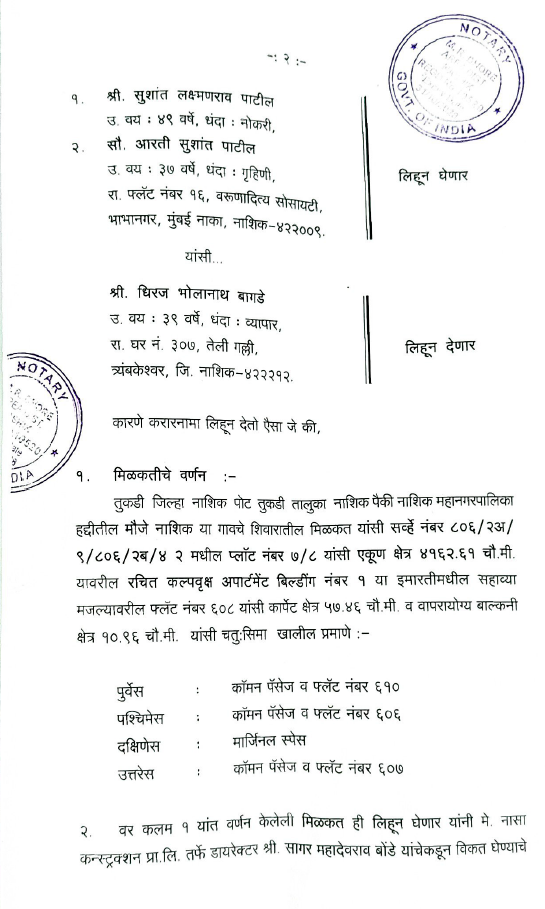 -: २ :-
NOTARY
GOVT. OF INDIA
१. श्री. सुशांत लक्ष्मणराव पाटील
उ. वय : ४९ वर्षे, धंदा : नोकरी,
२. सौ. आरती सुशांत पाटील
उ. वय : ३७ वर्षे, धंदा : गृहिणी,
रा. फ्लॅट नंबर १६, वरूणादित्य सोसायटी,
भाभानगर, मुंबई नाका, नाशिक-४२२००९.
लिहून घेणार
यांसी...
श्री. धिरज भोलानाथ बागडे
उ. वय : ३९ वर्षे, धंदा : व्यापार,
रा. घर नं. ३०७, तेली गल्ली,
त्र्यंबकेश्वर, जि. नाशिक-४२२२१२.
लिहून देणार
NOTARY
कारणे करारनामा लिहून देतो ऐसा जे की,
१. मिळकतीचे वर्णन :-
तुकडी जिल्हा नाशिक पोट तुकडी तालुका नाशिक पैकी नाशिक महानगरपालिका
हद्दीतील मौजे नाशिक या गावचे शिवारातील मिळकत यांसी सर्व्हे नंबर ८०६/२अ/
९/८०६/२ब/४ २ मधील प्लॉट नंबर ७/८ यांसी एकूण क्षेत्र ४१६२.६१ चौ.मी.
यावरील रचित कल्पवृक्ष अपार्टमेंट बिल्डींग नंबर १ या इमारतीमधील सहाव्या
मजल्यावरील फ्लॅट नंबर ६०८ यांसी कार्पेट क्षेत्र ५७.४६ चौ.मी. व वापरायोग्य बाल्कनी
क्षेत्र १०.९६ चौ.मी. यांसी चतु:सिमा खालील प्रमाणे :-
पुर्वेस : कॉमन पॅसेज व फ्लॅट नंबर ६१०
पश्चिमेस : कॉमन पॅसेज व फ्लॅट नंबर ६०६
दक्षिणेस : मार्जिनल स्पेस
उत्तरेस : कॉमन पॅसेज व फ्लॅट नंबर ६०७
२. वर कलम १ यांत वर्णन केलेली मिळकत ही लिहून घेणार यांनी मे. नासा
कन्स्ट्रक्शन प्रा.लि. तर्फे डायरेक्टर श्री. सागर महादेवराव बोंडे यांचेकडून विकत घेण्याचे